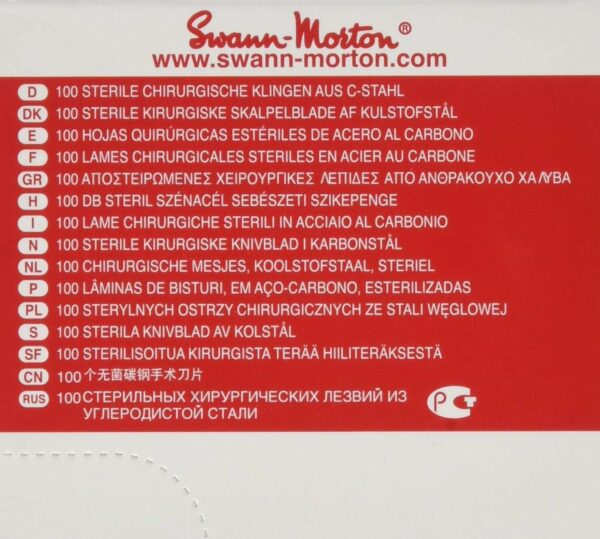 Swann-Morton®
www.swann-morton.com
D 100 STERILE CHIRURGISCHE KLINGEN AUS C-STAHL
DK 100 STERILE KIRURGISKE SKALPELBLADE AF KULSTOFSTÅL
E 100 HOJAS QUIRÚRGICAS ESTÉRILES DE ACERO AL CARBONO
F 100 LAMES CHIRURGICALES STERILES EN ACIER AU CARBONE
GR 100 ΑΠΟΣΤΕΙΡΩΜΕΝΕΣ ΧΕΙΡΟΥΡΓΙΚΕΣ ΛΕΠΙΔΕΣ ΑΠΟ ΑΝΘΡΑΚΟΥΧΟ ΧΑΛΥΒΑ
H 100 DB STERIL SZÉNACÉL SEBÉSZETI SZIKEPENGE
I 100 LAME CHIRURGICHE STERILI IN ACCIAIO AL CARBONIO
N 100 STERILE KIRURGISKE KNIVBLAD I KARBONSTÅL
NL 100 CHIRURGISCHE MESJES, KOOLSTOFSTAAL, STERIEL
P 100 LÂMINAS DE BISTURI, EM AÇO-CARBONO, ESTERILIZADAS
PL 100 STERYLNYCH OSTRZY CHIRURGICZNYCH ZE STALI WĘGLOWEJ
S 100 STERILA KNIVBLAD AV KOLSTÅL
SF 100 STERILISOITUA KIRURGISTA TERÄÄ HIILITERÄKSESTÄ
CN 100 个无菌碳钢手术刀片
RUS 100 СТЕРИЛЬНЫХ ХИРУРГИЧЕСКИХ ЛЕЗВИЙ ИЗ
УГЛЕРОДИСТОЙ СТАЛИ
РСТ